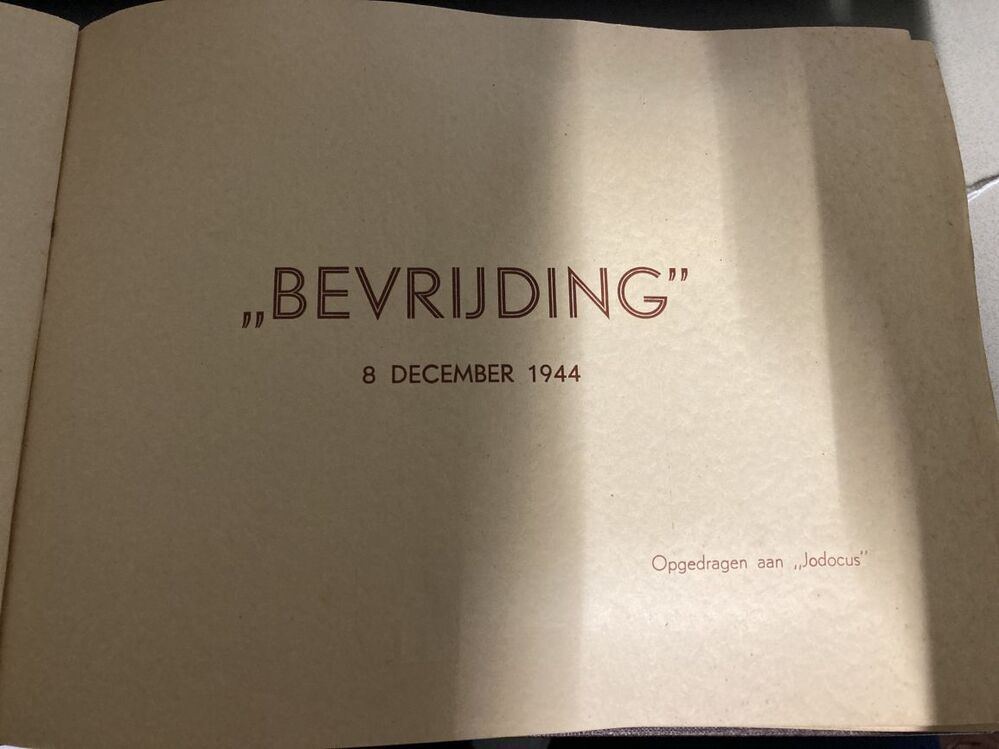 „BEVRIJDING”
8 DECEMBER 1944
Opgedragen aan „Jodocus”